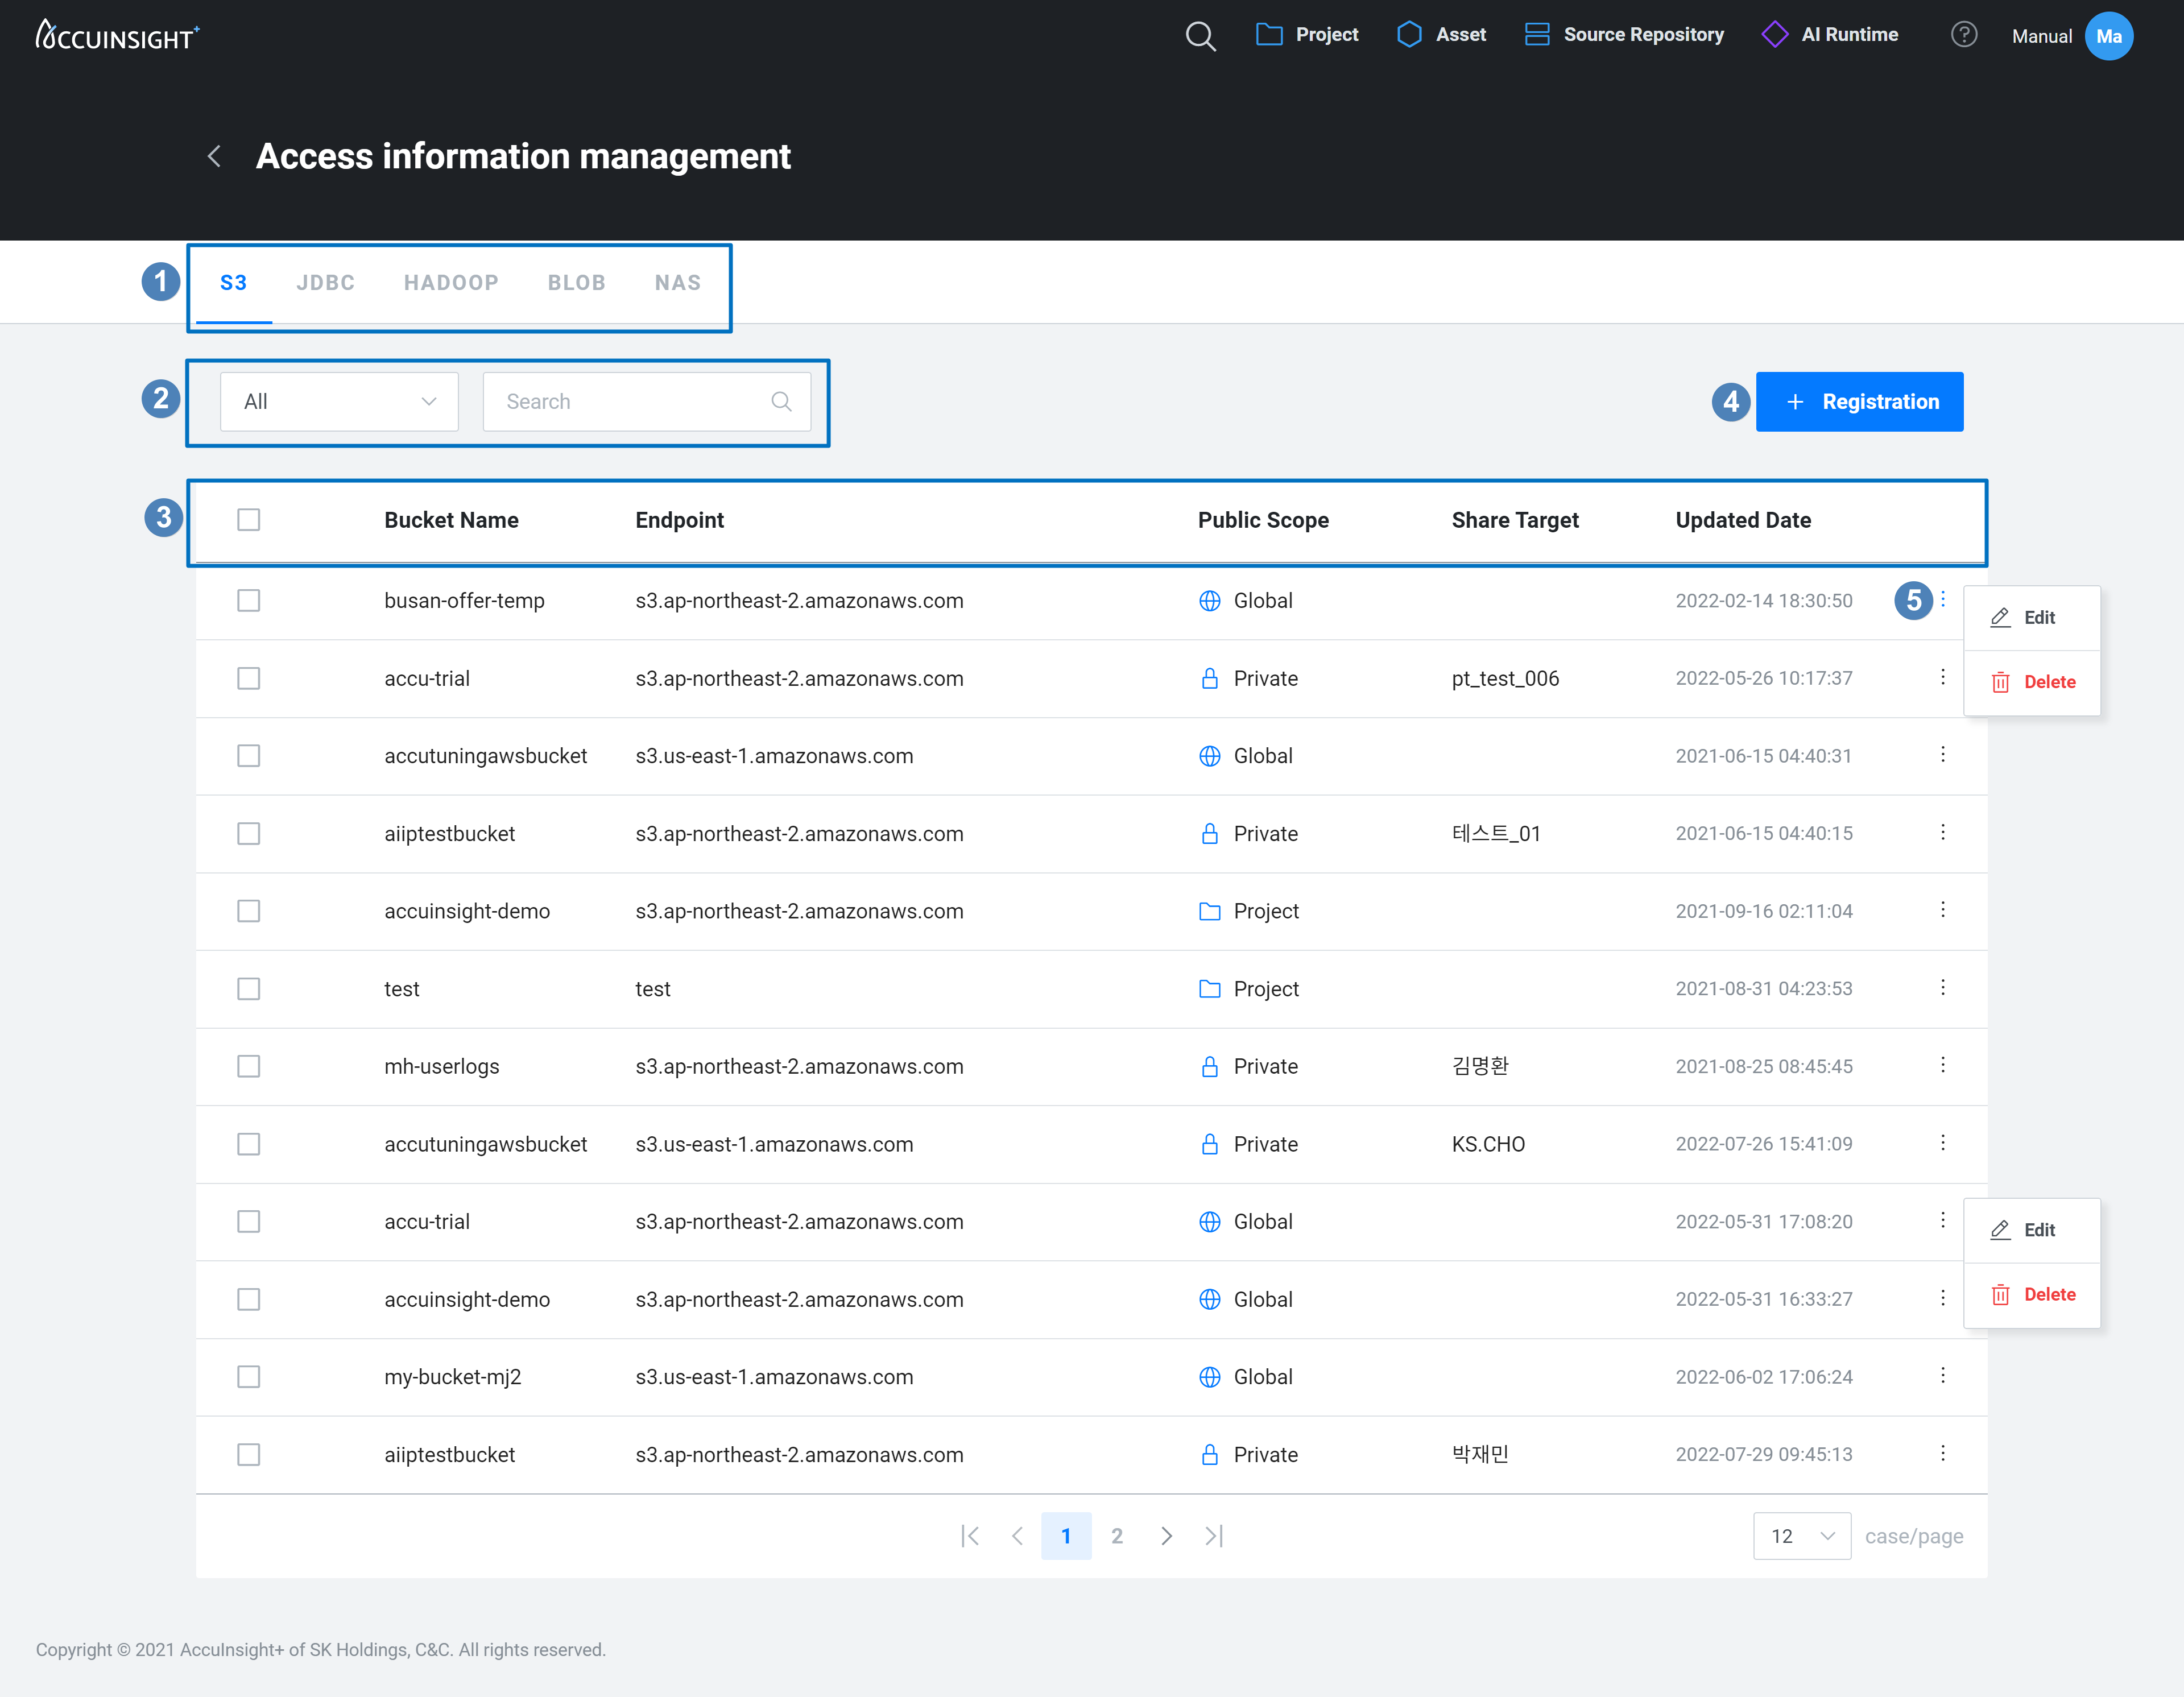 ACCUINSIGHT+
Project
Asset
Source Repository
AI Runtime
?
Manual
Ma
Access information management
1
S3 JDBC HADOOP BLOB NAS
2
All
Search
4
+ Registration
3
Bucket Name Endpoint Public Scope Share Target Updated Date
busan-offer-temp s3.ap-northeast-2.amazonaws.com Global 2022-02-14 18:30:50 5
Edit
accu-trial s3.ap-northeast-2.amazonaws.com Private pt_test_006 2022-05-26 10:17:37
Delete
accutuningawsbucket s3.us-east-1.amazonaws.com Global 2021-06-15 04:40:31
aiiptestbucket s3.ap-northeast-2.amazonaws.com Private 테스트_01 2021-06-15 04:40:15
accuinsight-demo s3.ap-northeast-2.amazonaws.com Project 2021-09-16 02:11:04
test test Project 2021-08-31 04:23:53
mh-userlogs s3.ap-northeast-2.amazonaws.com Private 김명환 2021-08-25 08:45:45
accutuningawsbucket s3.us-east-1.amazonaws.com Private KS.CHO 2022-07-26 15:41:09
accu-trial s3.ap-northeast-2.amazonaws.com Global 2022-05-31 17:08:20
Edit
accuinsight-demo s3.ap-northeast-2.amazonaws.com Global 2022-05-31 16:33:27
Delete
my-bucket-mj2 s3.us-east-1.amazonaws.com Global 2022-06-02 17:06:24
aiiptestbucket s3.ap-northeast-2.amazonaws.com Private 박재민 2022-07-29 09:45:13
1 2
12 case/page
Copyright © 2021 AccuInsight+ of SK Holdings, C&C. All rights reserved.